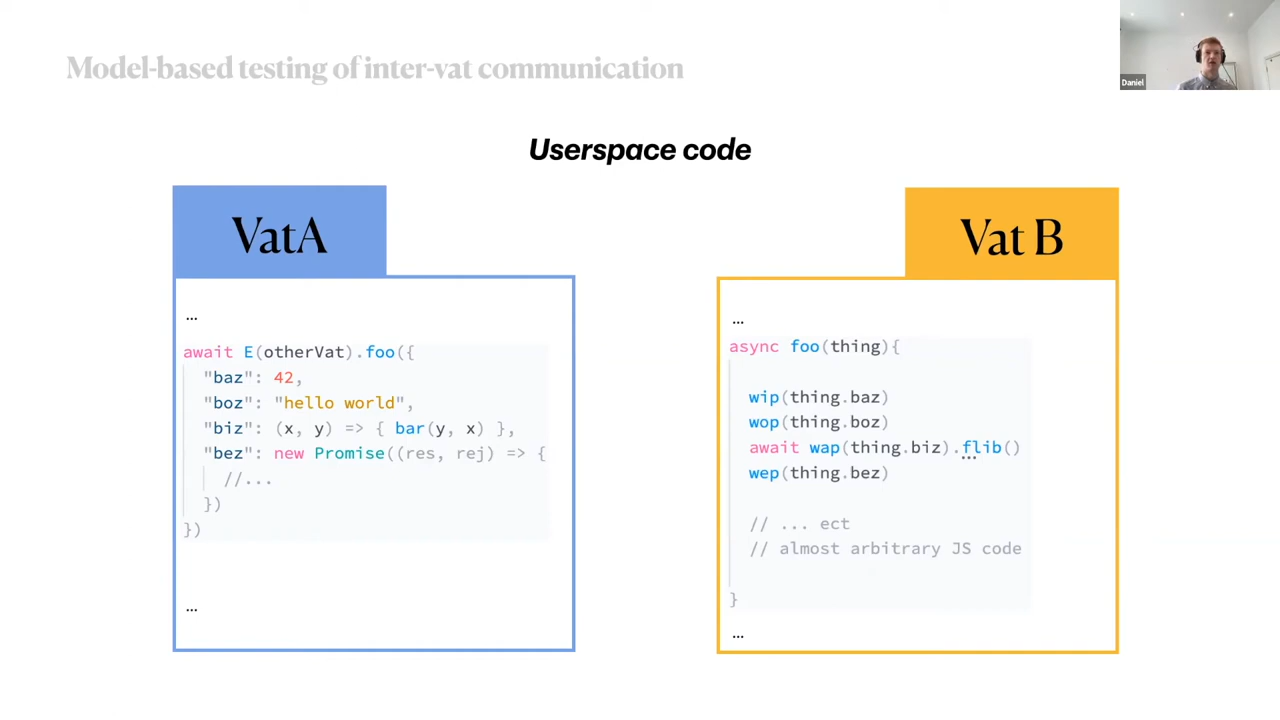 Model-based testing of inter-vat communication
Daniel
Userspace code
Vat A
...
await E(otherVat).foo({
"baz": 42,
"boz": "hello world",
"biz": (x, y) => { bar(y, x) },
"bez": new Promise((res, rej) => {
//...
})
})
...
Vat B
...
async foo(thing){
wip(thing.baz)
wop(thing.boz)
await wap(thing.biz).flib()
...
wep(thing.bez)
// ... ect
// almost arbitrary JS code
}
...